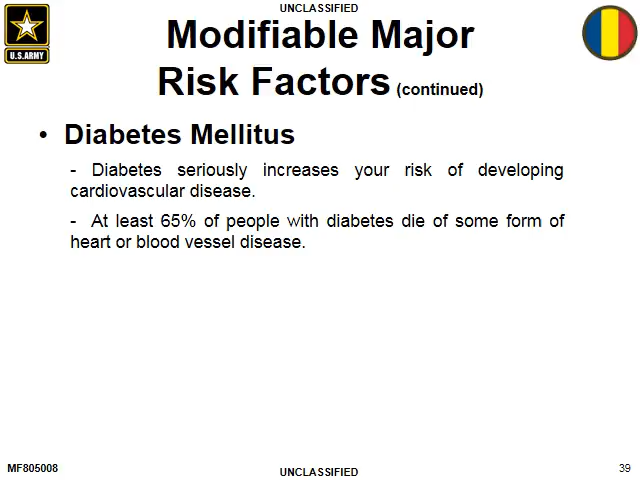 UNCLASSIFIED
Modifiable Major
Risk Factors (continued)
U.S.ARMY
• Diabetes Mellitus
- Diabetes seriously increases your risk of developing
cardiovascular disease.
- At least 65% of people with diabetes die of some form of
heart or blood vessel disease.
MF805008
UNCLASSIFIED
39